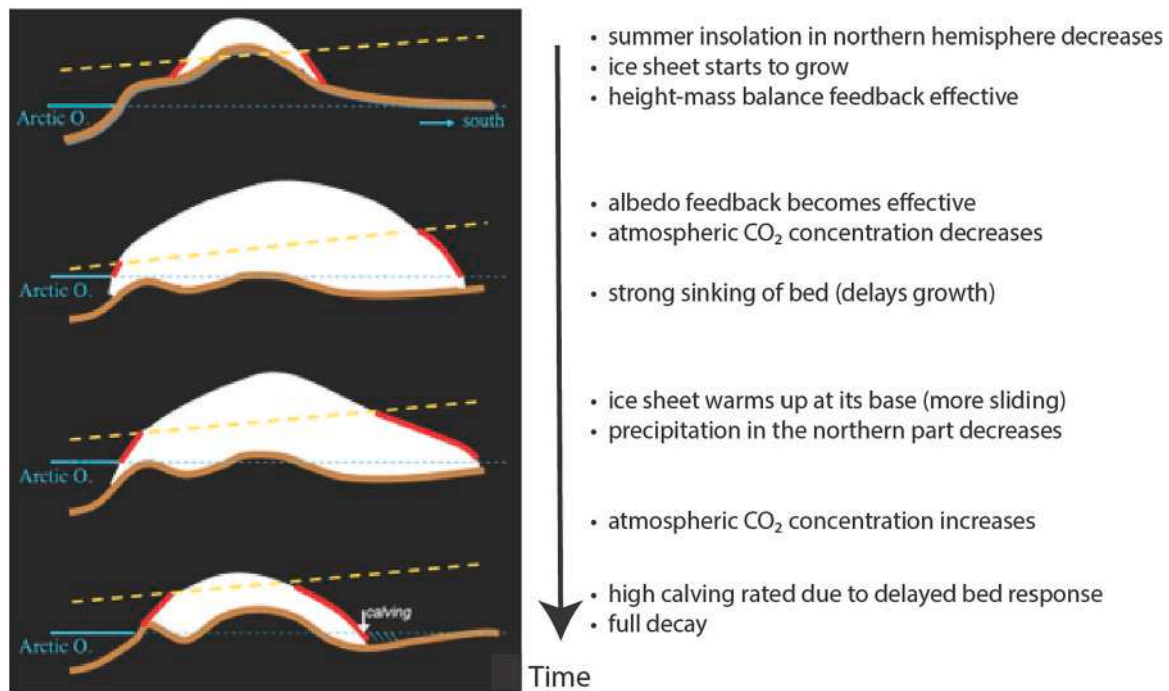 Arctic O.
south
Arctic O.
Arctic O.
calving
Arctic O.
• summer insolation in northern hemisphere decreases
• ice sheet starts to grow
• height-mass balance feedback effective
• albedo feedback becomes effective
• atmospheric CO₂ concentration decreases
• strong sinking of bed (delays growth)
• ice sheet warms up at its base (more sliding)
• precipitation in the northern part decreases
• atmospheric CO₂ concentration increases
• high calving rated due to delayed bed response
• full decay
Time